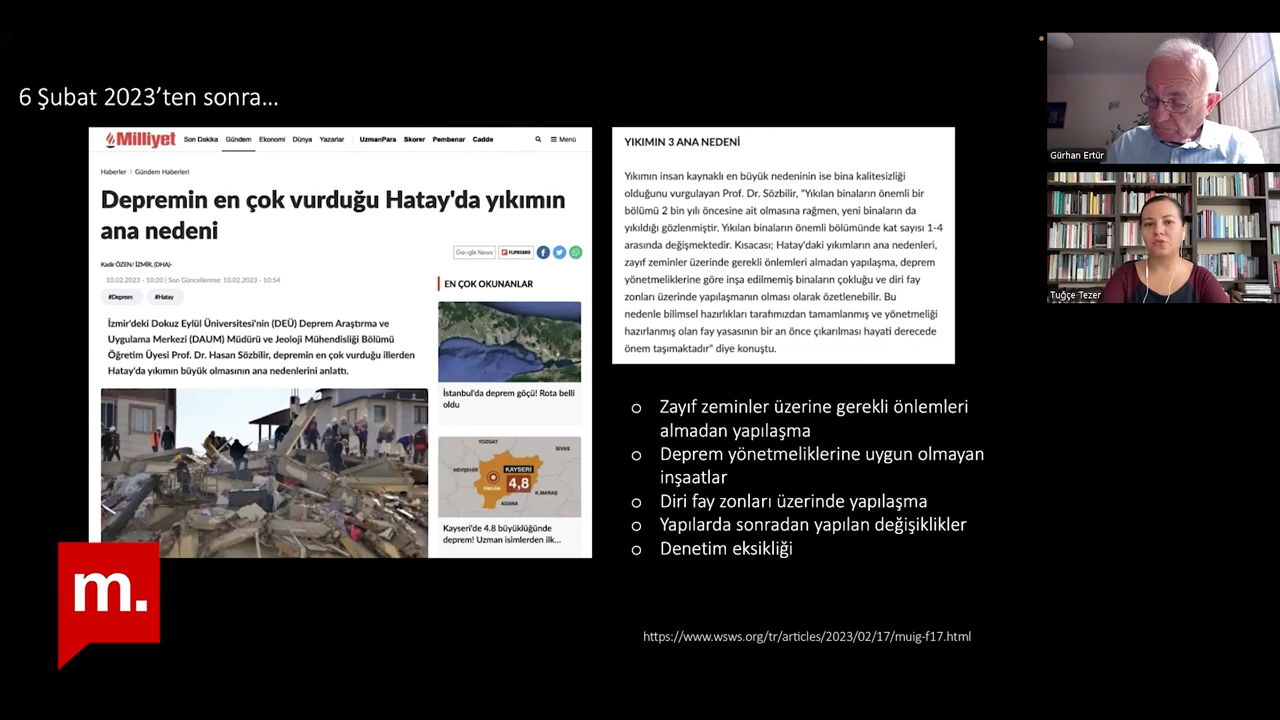 6 Şubat 2023’ten sonra...
Milliyet
Son Dakika Gündem Ekonomi Dünya Yazarlar UzmanPara Skorer Pembenar Cadde Menü
Haberler > Gündem Haberleri
Depremin en çok vurduğu Hatay'da yıkımın
ana nedeni
Google News FLIPBOARD
Kadir ÖZEN/ İZMİR, (DHA)-
10.02.2023 - 10:20 | Son Güncellenme: 10.02.2023 - 10:54
#Deprem #Hatay
İzmir'deki Dokuz Eylül Üniversitesi'nin (DEÜ) Deprem Araştırma ve
Uygulama Merkezi (DAUM) Müdürü ve Jeoloji Mühendisliği Bölümü
Öğretim Üyesi Prof. Dr. Hasan Sözbilir, depremin en çok vurduğu illerden
Hatay'da yıkımın büyük olmasının ana nedenlerini anlattı.
EN ÇOK OKUNANLAR
İstanbul'da deprem göçü! Rota belli
oldu
YOZGAT
SİVAS
NEVŞEHİR
KAYSERİ
4,8
K.MARAŞ
ADANA
Kayseri'de 4.8 büyüklüğünde
deprem! Uzman isimlerden ilk...
YIKIMIN 3 ANA NEDENİ
Yıkımın insan kaynaklı en büyük nedeninin ise bina kalitesizliği
olduğunu vurgulayan Prof. Dr. Sözbilir, "Yıkılan binaların önemli bir
bölümü 2 bin yılı öncesine ait olmasına rağmen, yeni binaların da
yıkıldığı gözlenmiştir. Yıkılan binaların önemli bölümünde kat sayısı 1-4
arasında değişmektedir. Kısacası; Hatay'daki yıkımların ana nedenleri,
zayıf zeminler üzerinde gerekli önlemleri almadan yapılaşma, deprem
yönetmeliklerine göre inşa edilmemiş binaların çokluğu ve diri fay
zonları üzerinde yapılaşmanın olması olarak özetlenebilir. Bu
nedenle bilimsel hazırlıkları tarafımızdan tamamlanmış ve yönetmeliği
hazırlanmış olan fay yasasının bir an önce çıkarılması hayati derecede
önem taşımaktadır" diye konuştu.
o Zayıf zeminler üzerine gerekli önlemleri
almadan yapılaşma
o Deprem yönetmeliklerine uygun olmayan
inşaatlar
o Diri fay zonları üzerinde yapılaşma
o Yapılarda sonradan yapılan değişiklikler
o Denetim eksikliği
https://www.wsws.org/tr/articles/2023/02/17/muig-f17.html
m.
Gürhan Ertür
Tuğçe Tezer